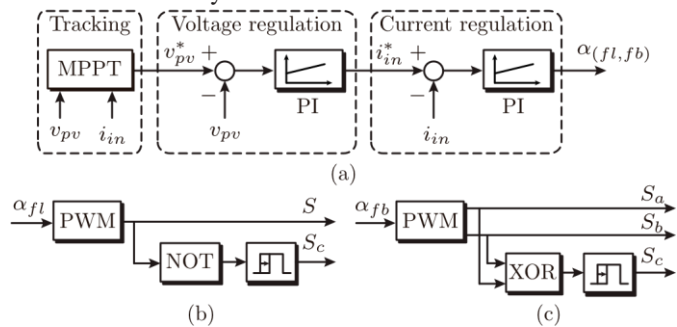 Tracking Voltage regulation Current regulation
MPPT v*pv + − PI i*in + − PI α(fl,fb)
vpv iin vpv iin
(a)
αfl PWM S
NOT Sc
(b)
αfb PWM Sa
Sb
XOR Sc
(c)